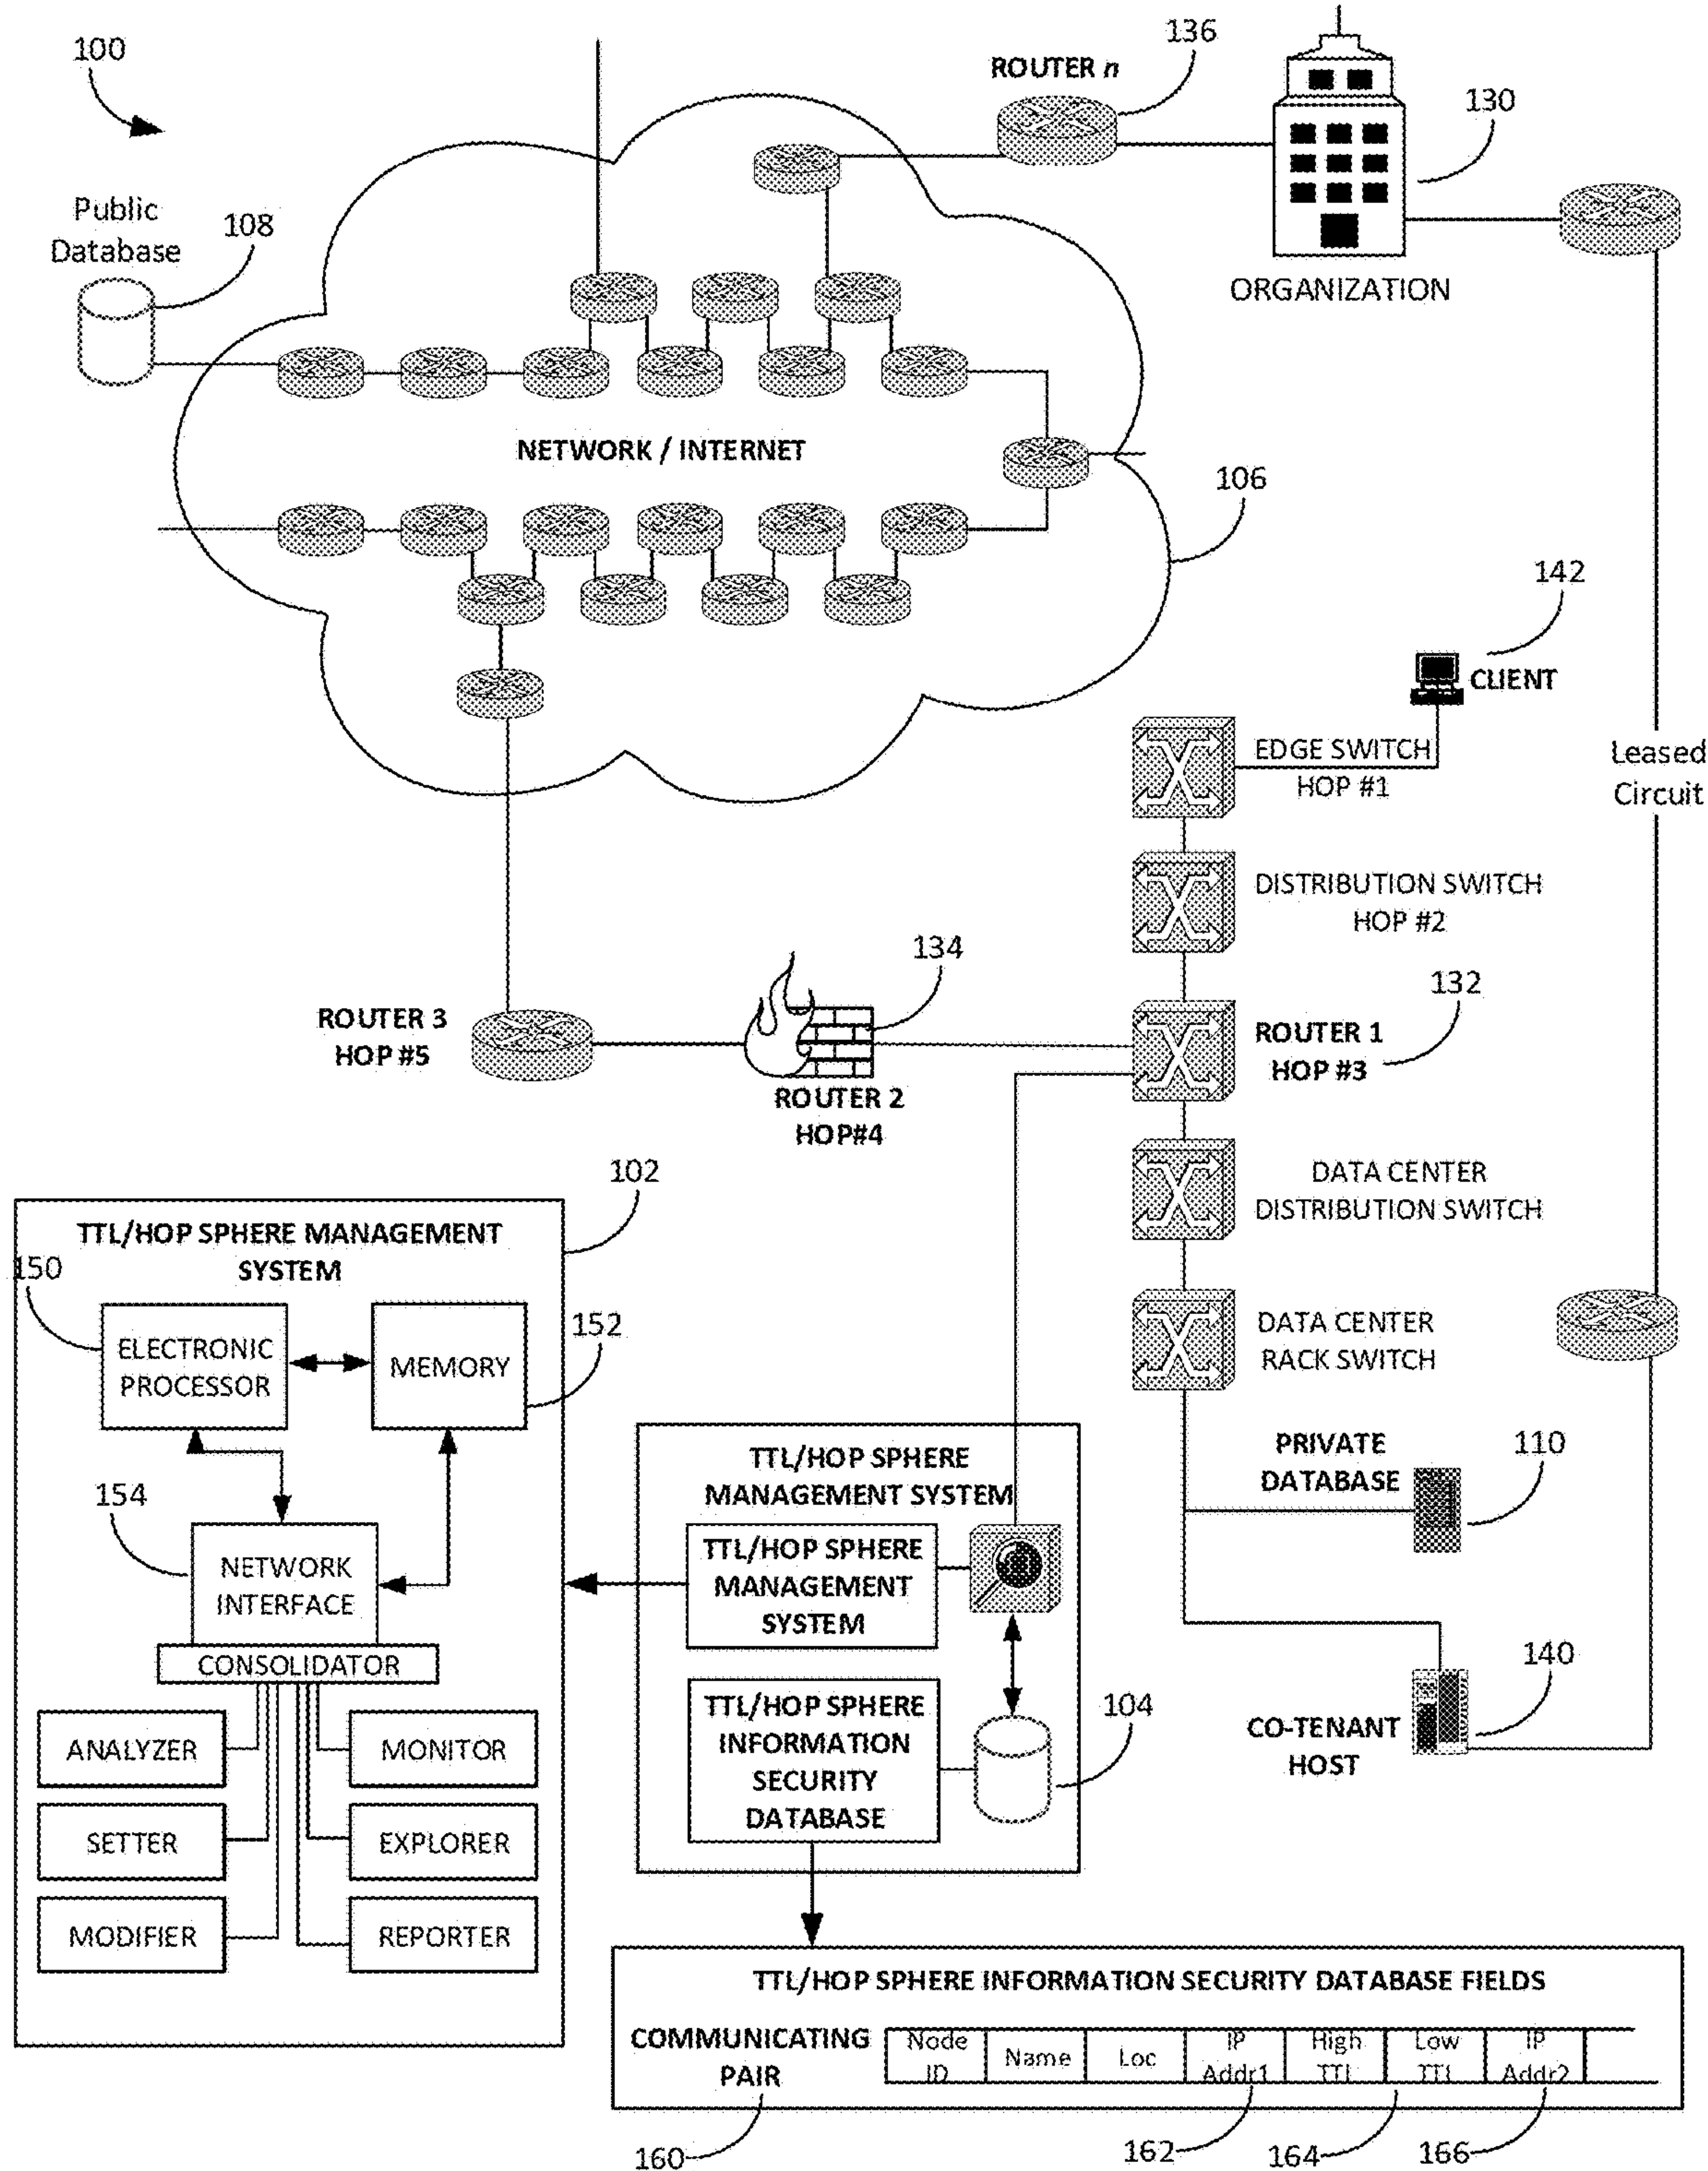 100
136
ROUTER n
130
Public
Database
108
ORGANIZATION
NETWORK / INTERNET
106
142
CLIENT
EDGE SWITCH
HOP #1
Leased
Circuit
DISTRIBUTION SWITCH
HOP #2
134
132
ROUTER 3
HOP #5
ROUTER 1
HOP #3
ROUTER 2
HOP#4
102
DATA CENTER
DISTRIBUTION SWITCH
TTL/HOP SPHERE MANAGEMENT
SYSTEM
150
152
ELECTRONIC
PROCESSOR
MEMORY
DATA CENTER
RACK SWITCH
PRIVATE
DATABASE
110
TTL/HOP SPHERE
MANAGEMENT SYSTEM
154
NETWORK
INTERFACE
TTL/HOP SPHERE
MANAGEMENT
SYSTEM
CONSOLIDATOR
140
104
TTL/HOP SPHERE
INFORMATION
SECURITY
DATABASE
CO-TENANT
HOST
ANALYZER
MONITOR
SETTER
EXPLORER
MODIFIER
REPORTER
TTL/HOP SPHERE INFORMATION SECURITY DATABASE FIELDS
COMMUNICATING
PAIR
Node
ID
Name
Loc
IP
Addr1
High
TTL
Low
TTL
IP
Addr2
160
162
164
166